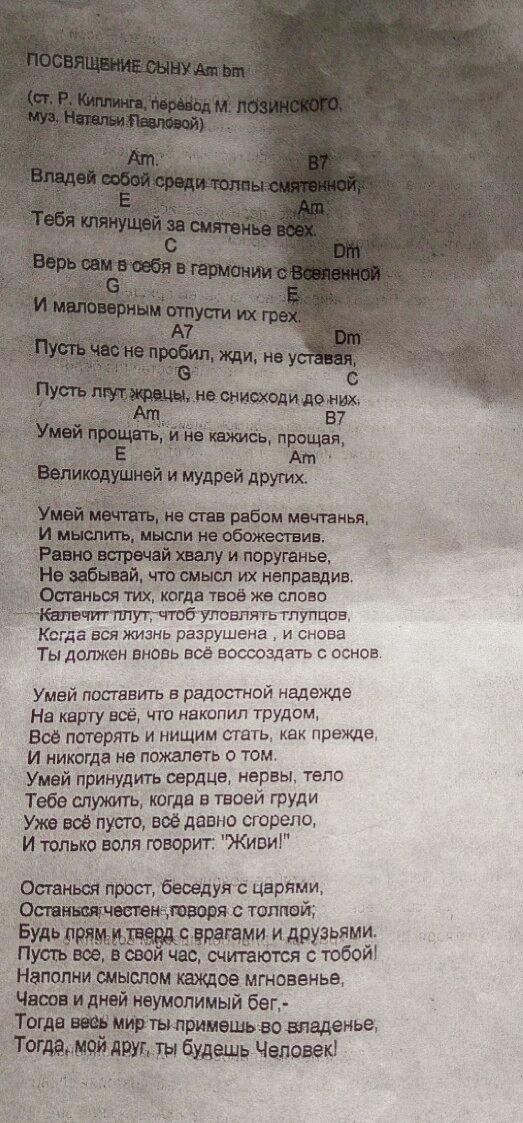 ПОСВЯЩЕНИЕ СЫНУ Am bm
(ст. Р. Киплинга, перевод М. ЛОЗИНСКОГО,
муз. Натальи Павловой)
Am. B7
Владей собой среди толпы смятенной,
E Am
Тебя клянущей за смятенье всех.
C Dm
Верь сам в себя в гармонии с Вселенной
G E
И маловерным отпусти их грех.
A7 Dm
Пусть час не пробил, жди, не уставая,
G C
Пусть лгут жрецы, не снисходи до них,
Am B7
Умей прощать, и не кажись, прощая,
E Am
Великодушней и мудрей других.
Умей мечтать, не став рабом мечтанья,
И мыслить, мысли не обожествив.
Равно встречай хвалу и поруганье,
Не забывай, что смысл их неправдив.
Останься тих, когда твоё же слово
Калечит плут, чтоб уловлять глупцов,
Когда вся жизнь разрушена , и снова
Ты должен вновь всё воссоздать с основ.
Умей поставить в радостной надежде
На карту всё, что накопил трудом,
Всё потерять и нищим стать, как прежде,
И никогда не пожалеть о том.
Умей принудить сердце, нервы, тело
Тебе служить, когда в твоей груди
Уже всё пусто, всё давно сгорело,
И только воля говорит: "Живи!"
Останься прост, беседуя с царями,
Останься честен ,говоря с толпой;
Будь прям и тверд с врагами и друзьями.
Пусть все, в свой час, считаются с тобой!
Наполни смыслом каждое мгновенье,
Часов и дней неумолимый бег,-
Тогда весь мир ты примешь во владенье,
Тогда, мой друг, ты будешь Человек!